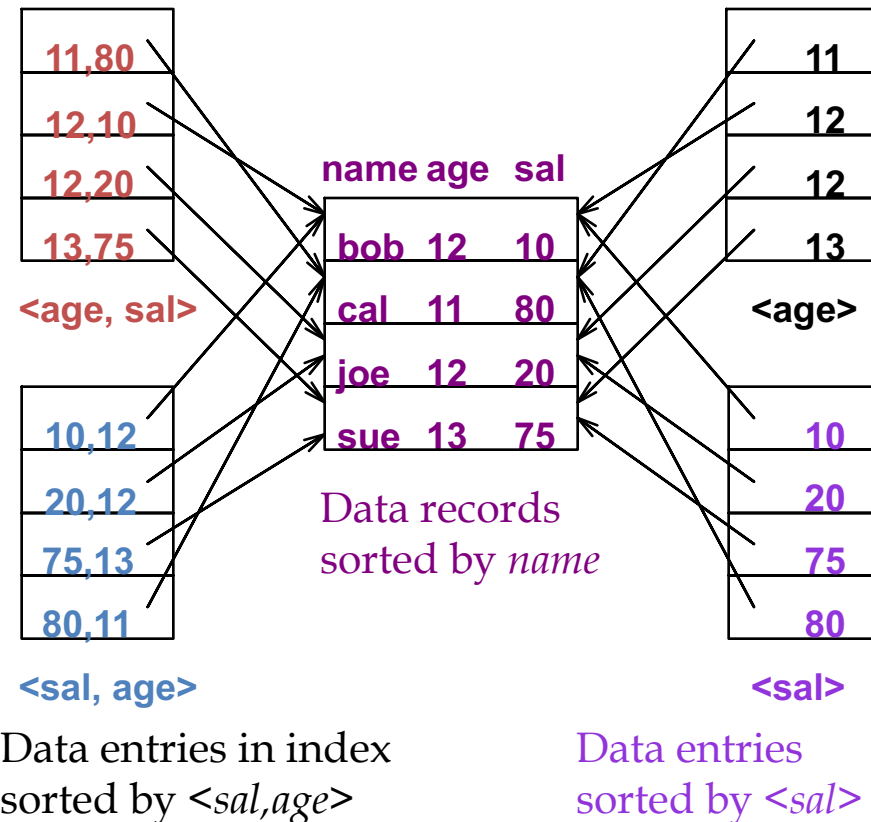 11,80
12,10
12,20
13,75
<age, sal>
10,12
20,12
75,13
80,11
<sal, age>
Data entries in index
sorted by <sal,age>
name age sal
bob 12 10
cal 11 80
joe 12 20
sue 13 75
Data records
sorted by name
11
12
12
13
<age>
10
20
75
80
<sal>
Data entries
sorted by <sal>